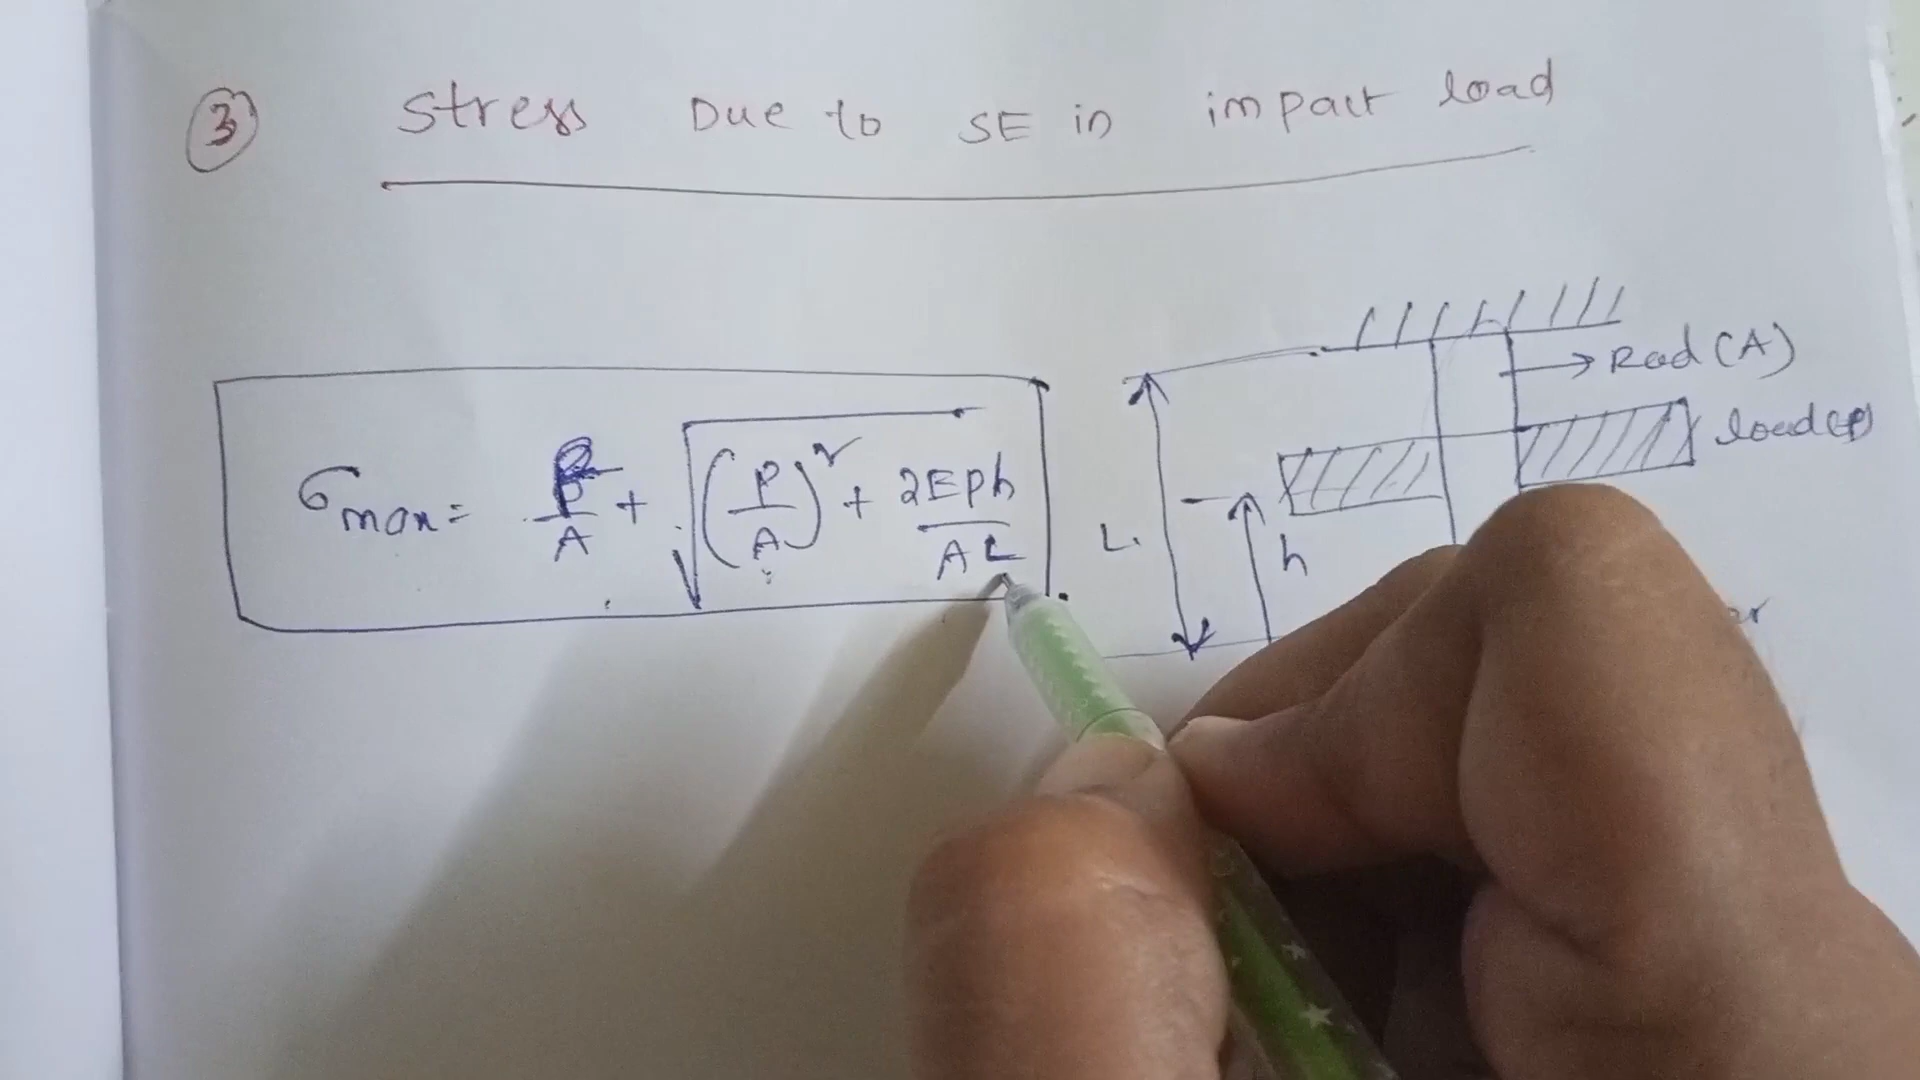 3 Stress Due to SE in impact load
σmax = P/A + √((P/A)² + 2EPh/AL)
Rod (A)
load (P)
L.
h